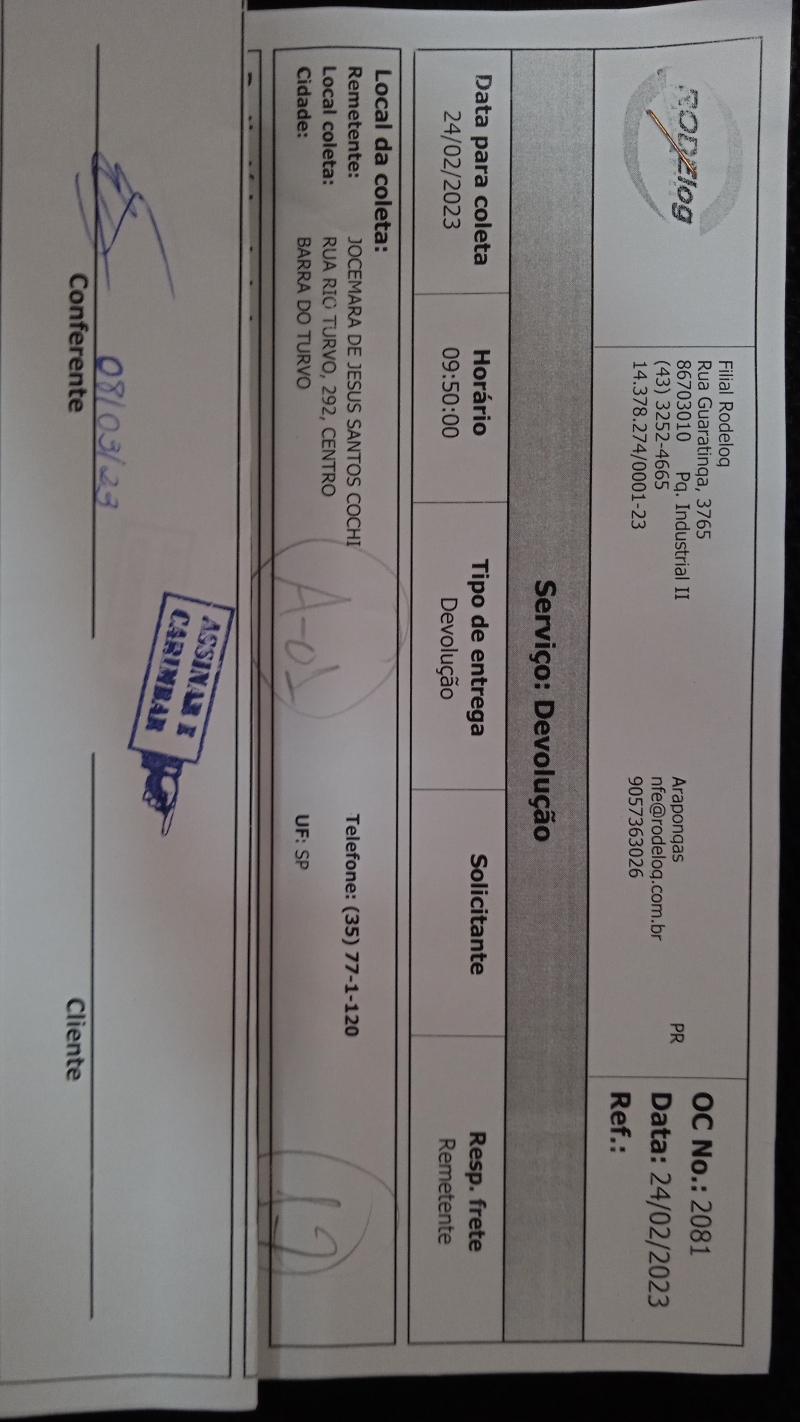 RODElog
Filial Rodelog
Rua Guaratinga, 3765
86703010 Pq. Industrial II Arapongas PR
(43) 3252-4665 nfe@rodelog.com.br
14.378.274/0001-23 9057363026
OC No.: 2081
Data: 24/02/2023
Ref.:
Serviço: Devolução
Data para coleta Horário Tipo de entrega Solicitante Resp. frete
24/02/2023 09:50:00 Devolução Remetente
Local da coleta:
Remetente: JOCEMARA DE JESUS SANTOS COCHI Telefone: (35) 77-1-120
Local coleta: RUA RIO TURVO, 292, CENTRO
Cidade: BARRA DO TURVO UF: SP
A-01
ASSINAR E
CARIMBAR
08/03/23
Conferente Cliente